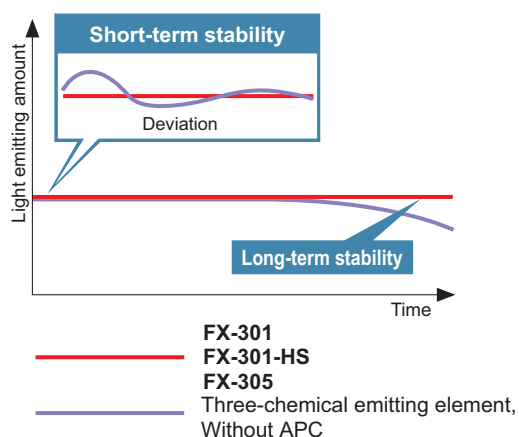 Short-term stability
Deviation
Light emitting amount
Long-term stability
Time
FX-301
FX-301-HS
FX-305
Three-chemical emitting element,
Without APC